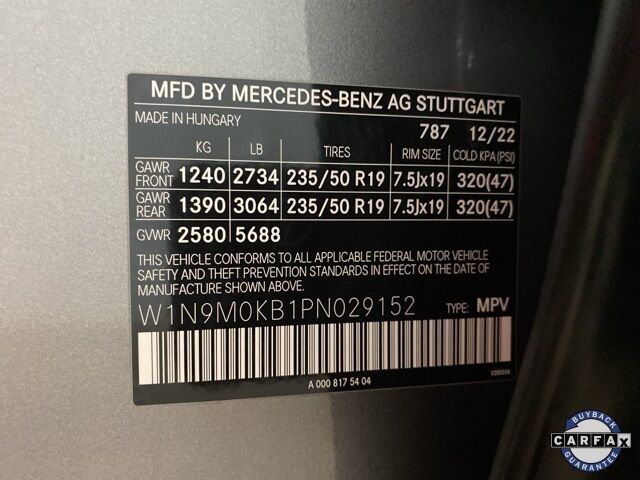 MFD BY MERCEDES-BENZ AG STUTTGART
MADE IN HUNGARY 787 12/22
KG LB TIRES RIM SIZE COLD KPA (PSI)
GAWR FRONT 1240 2734 235/50 R19 7.5Jx19 320(47)
GAWR REAR 1390 3064 235/50 R19 7.5Jx19 320(47)
GVWR 2580 5688
THIS VEHICLE CONFORMS TO ALL APPLICABLE FEDERAL MOTOR VEHICLE
SAFETY AND THEFT PREVENTION STANDARDS IN EFFECT ON THE DATE OF
MANUFACTURE SHOWN ABOVE.
W1N9M0KB1PN029152 TYPE: MPV
A 000 817 54 04
BUYBACK
CARFAX
GUARANTEE